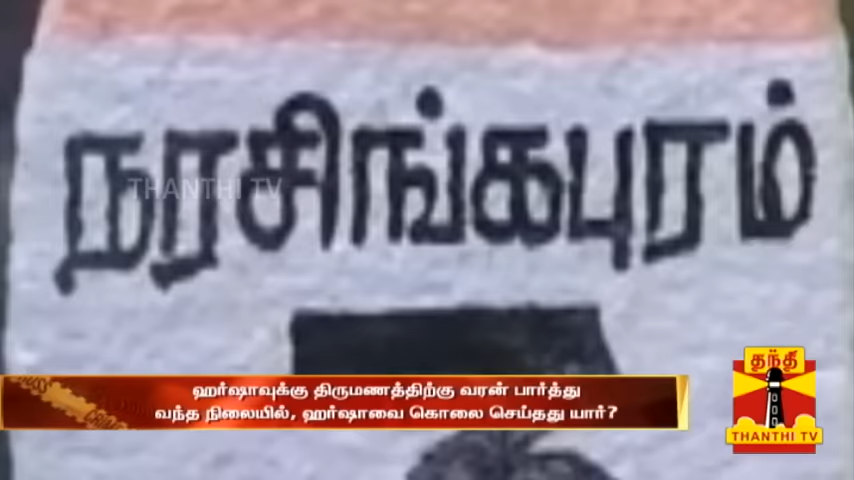 நரசிங்கபுரம்
THANTHI TV
ஹர்ஷாவுக்கு திருமணத்திற்கு வரன் பார்த்து
வந்த நிலையில், ஹர்ஷாவை கொலை செய்தது யார்?
தந்தி
THANTHI TV